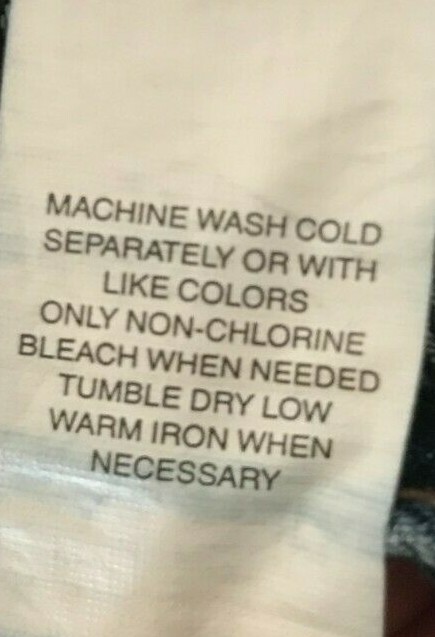 MACHINE WASH COLD
SEPARATELY OR WITH
LIKE COLORS
ONLY NON-CHLORINE
BLEACH WHEN NEEDED
TUMBLE DRY LOW
WARM IRON WHEN
NECESSARY